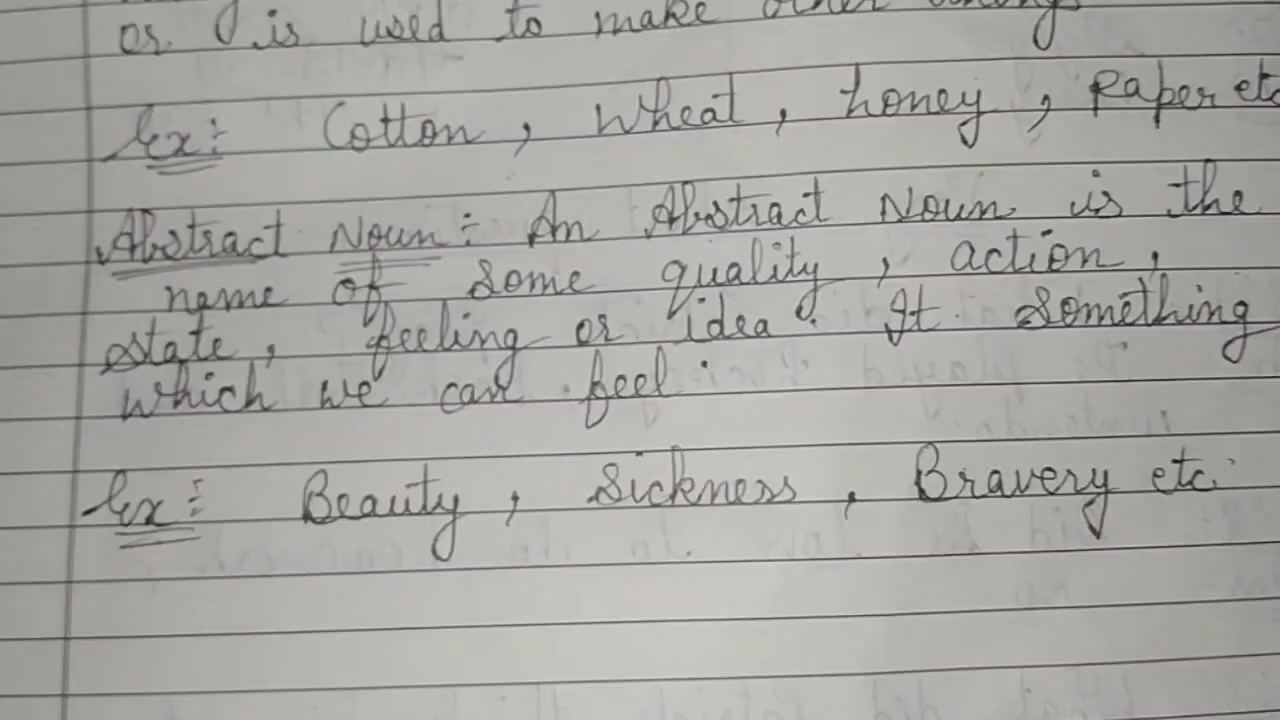 or is used to make other things
Ex:- Cotton, Wheat, honey, Paper etc
Abstract Noun:- An Abstract Noun is the
name of some quality, action,
state, feeling or idea. It something
which we can feel.
Ex:- Beauty, Sickness, Bravery etc.